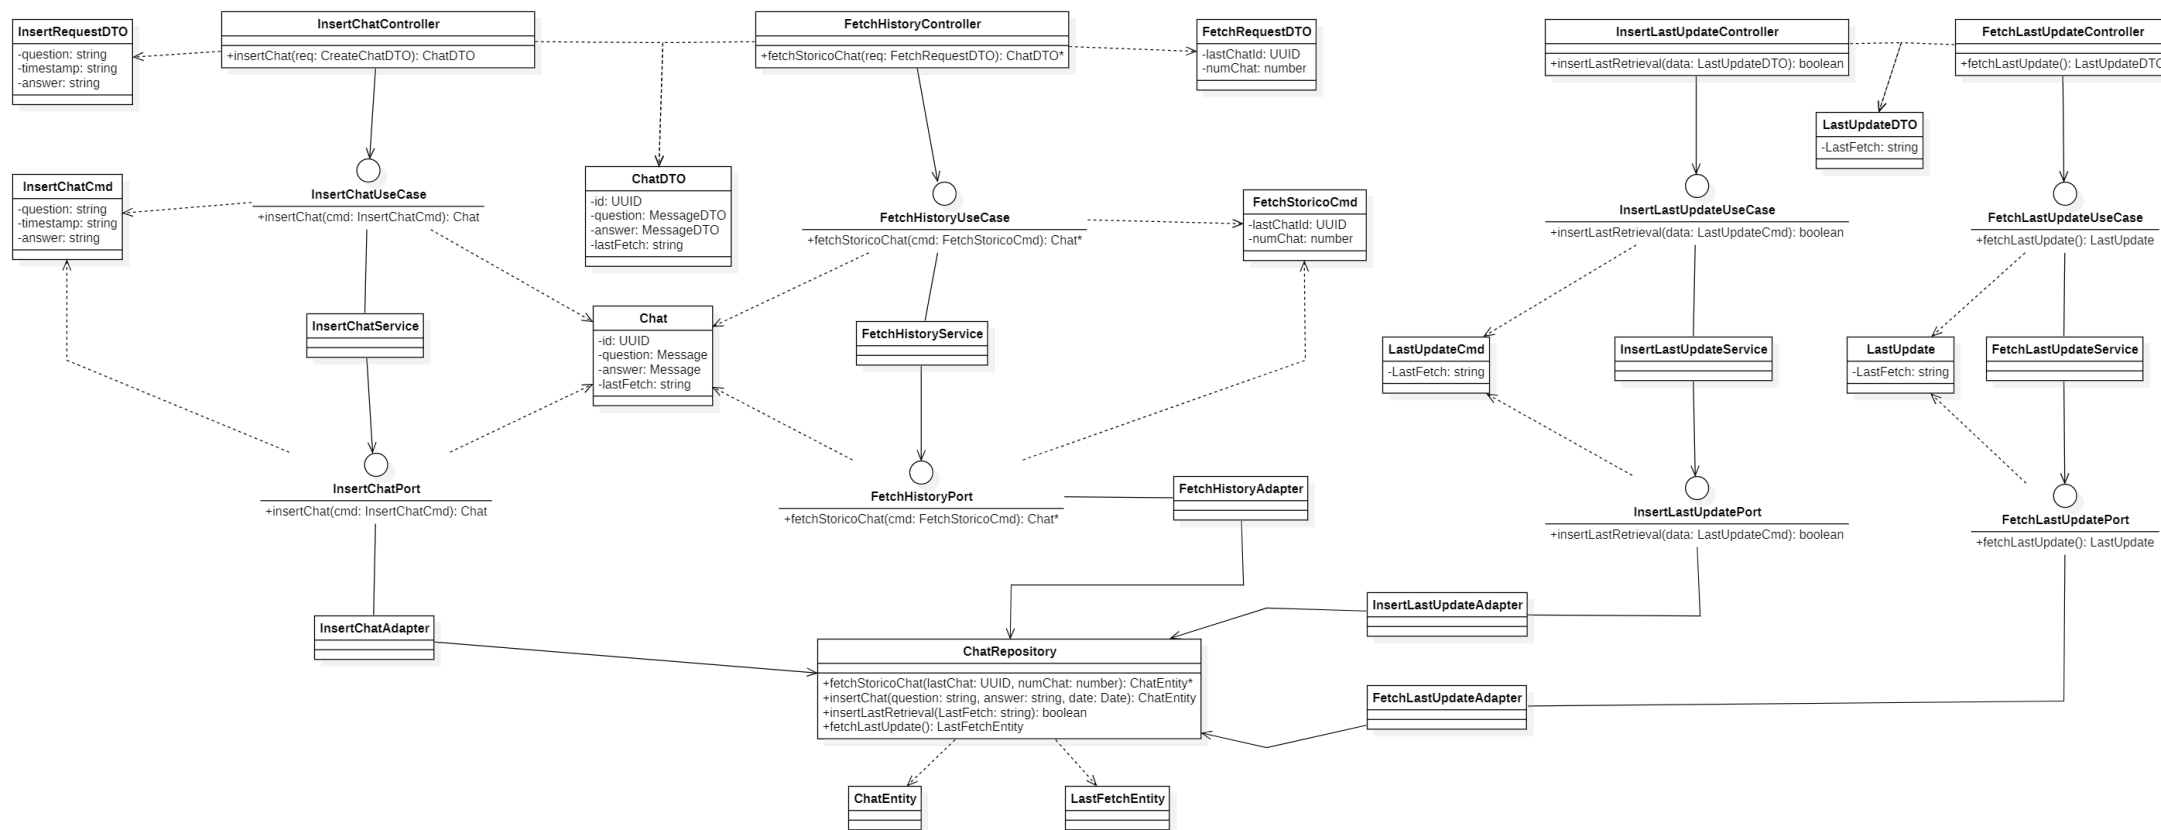 InsertRequestDTO
-question: string
-timestamp: string
-answer: string
InsertChatController
+insertChat(req: CreateChatDTO): ChatDTO
FetchHistoryController
+fetchStoricoChat(req: FetchRequestDTO): ChatDTO*
FetchRequestDTO
-lastChatId: UUID
-numChat: number
InsertLastUpdateController
+insertLastRetrieval(data: LastUpdateDTO): boolean
FetchLastUpdateController
+fetchLastUpdate(): LastUpdateDTO
LastUpdateDTO
-LastFetch: string
InsertChatCmd
-question: string
-timestamp: string
-answer: string
InsertChatUseCase
+insertChat(cmd: InsertChatCmd): Chat
ChatDTO
-id: UUID
-question: MessageDTO
-answer: MessageDTO
-lastFetch: string
FetchHistoryUseCase
+fetchStoricoChat(cmd: FetchStoricoCmd): Chat*
FetchStoricoCmd
-lastChatId: UUID
-numChat: number
InsertLastUpdateUseCase
+insertLastRetrieval(data: LastUpdateCmd): boolean
FetchLastUpdateUseCase
+fetchLastUpdate(): LastUpdate
InsertChatService
Chat
-id: UUID
-question: Message
-answer: Message
-lastFetch: string
FetchHistoryService
LastUpdateCmd
-LastFetch: string
InsertLastUpdateService
LastUpdate
-LastFetch: string
FetchLastUpdateService
InsertChatPort
+insertChat(cmd: InsertChatCmd): Chat
FetchHistoryPort
+fetchStoricoChat(cmd: FetchStoricoCmd): Chat*
FetchHistoryAdapter
InsertLastUpdatePort
+insertLastRetrieval(data: LastUpdateCmd): boolean
FetchLastUpdatePort
+fetchLastUpdate(): LastUpdate
InsertChatAdapter
InsertLastUpdateAdapter
ChatRepository
+fetchStoricoChat(lastChat: UUID, numChat: number): ChatEntity*
+insertChat(question: string, answer: string, date: Date): ChatEntity
+insertLastRetrieval(LastFetch: string): boolean
+fetchLastUpdate(): LastFetchEntity
FetchLastUpdateAdapter
ChatEntity
LastFetchEntity